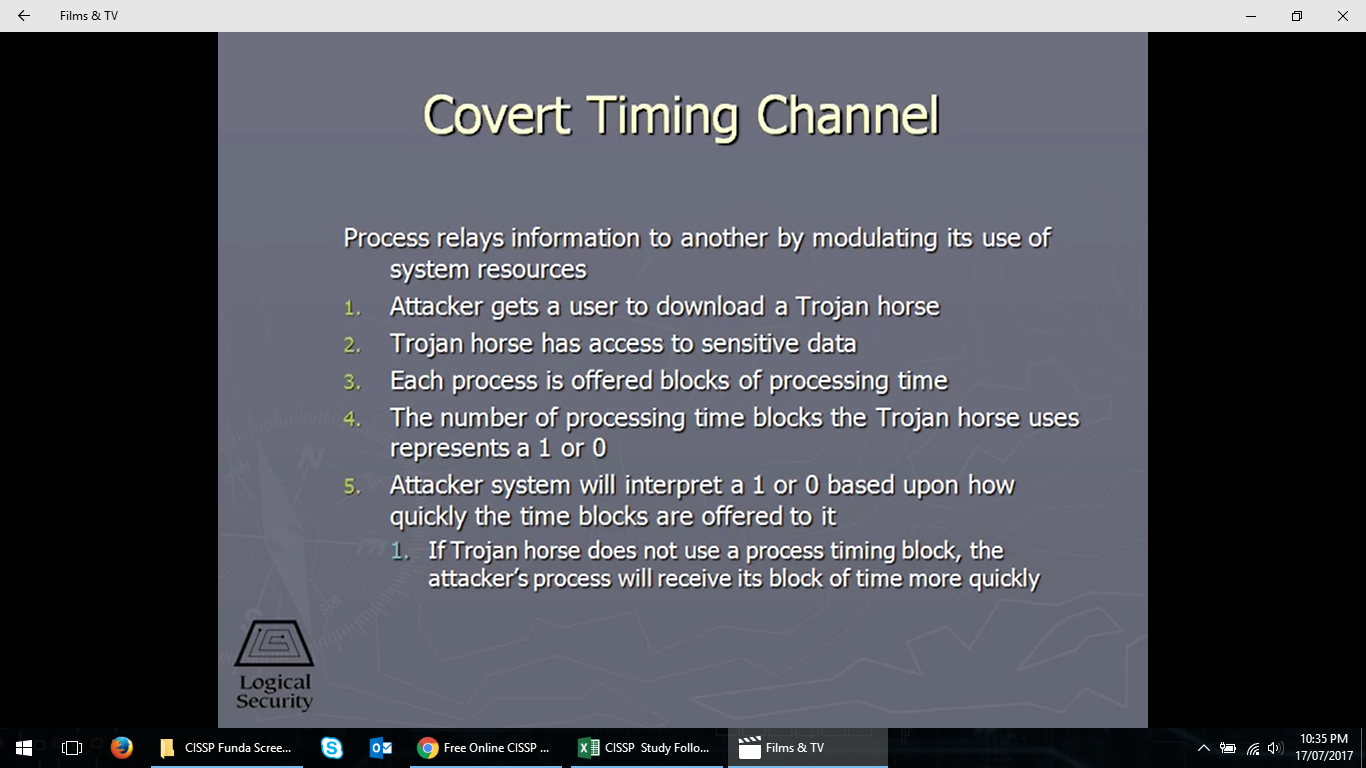 Films & TV
Covert Timing Channel
Process relays information to another by modulating its use of
system resources
1. Attacker gets a user to download a Trojan horse
2. Trojan horse has access to sensitive data
3. Each process is offered blocks of processing time
4. The number of processing time blocks the Trojan horse uses
represents a 1 or 0
5. Attacker system will interpret a 1 or 0 based upon how
quickly the time blocks are offered to it
1. If Trojan horse does not use a process timing block, the
attacker's process will receive its block of time more quickly
Logical
Security
CISSP Funda Scree...
Free Online CISSP ...
CISSP Study Follo...
Films & TV
10:35 PM
17/07/2017